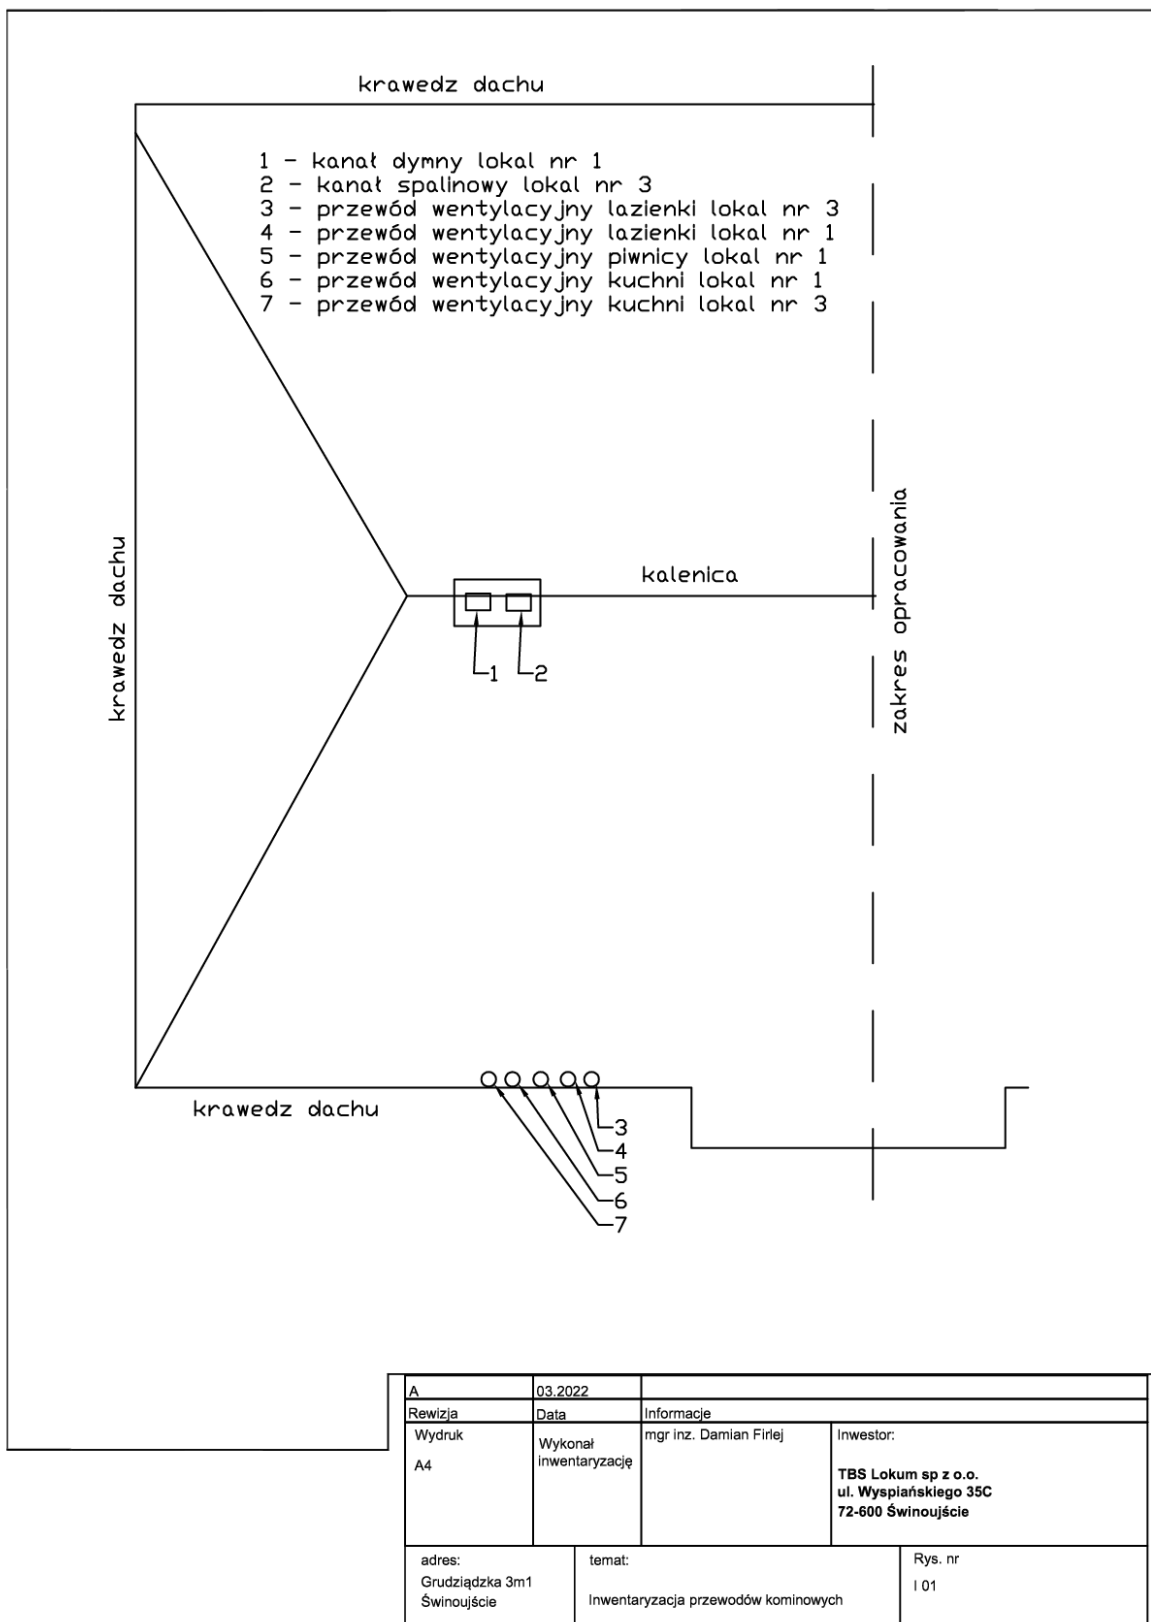 krawedz dachu
1 - kanał dymny lokal nr 1
2 - kanał spalinowy lokal nr 3
3 - przewód wentylacyjny lazienki lokal nr 3
4 - przewód wentylacyjny lazienki lokal nr 1
5 - przewód wentylacyjny piwnicy lokal nr 1
6 - przewód wentylacyjny kuchni lokal nr 1
7 - przewód wentylacyjny kuchni lokal nr 3
krawedz dachu
kalenica
zakres opracowania
1
2
krawedz dachu
3
4
5
6
7
A
03.2022
Rewizja
Data
Informacje
Wydruk
A4
Wykonał
inwentaryzację
mgr inz. Damian Firlej
Inwestor:
TBS Lokum sp z o.o.
ul. Wyspiańskiego 35C
72-600 Świnoujście
adres:
Grudziądzka 3m1
Świnoujście
temat:
Inwentaryzacja przewodów kominowych
Rys. nr
I 01